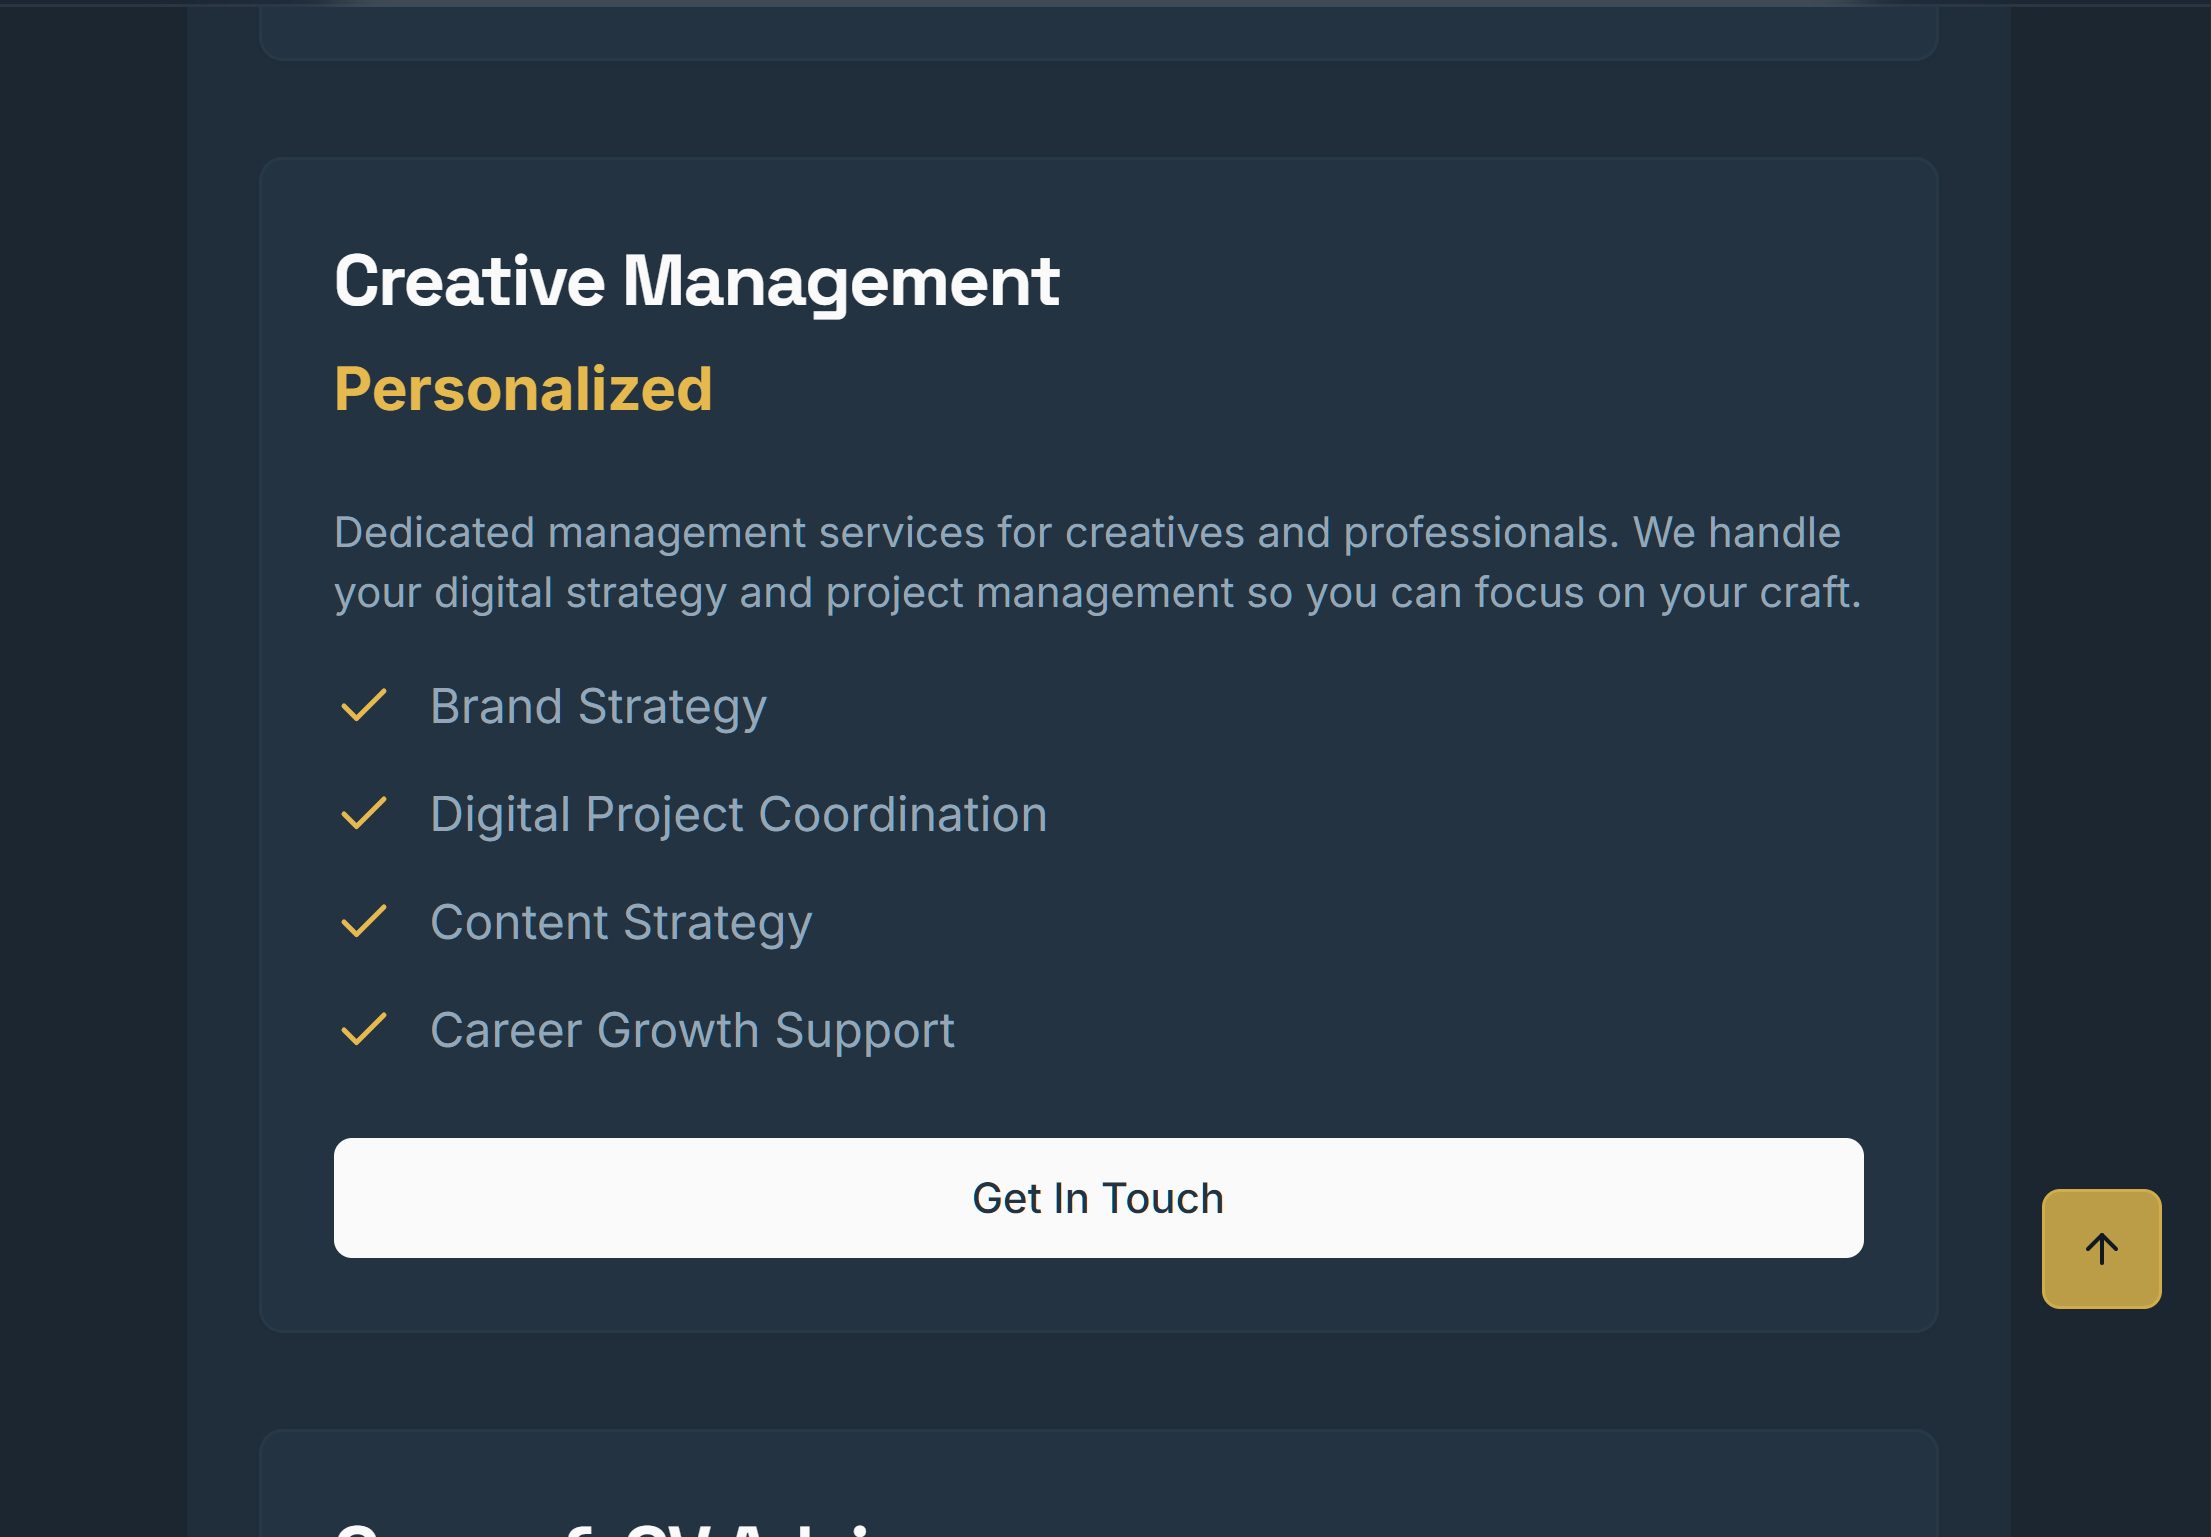 Creative Management
Personalized
Dedicated management services for creatives and professionals. We handle
your digital strategy and project management so you can focus on your craft.
Brand Strategy
Digital Project Coordination
Content Strategy
Career Growth Support
Get In Touch